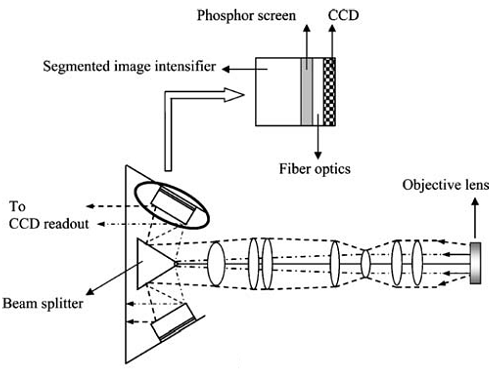 Phosphor screen
CCD
Segmented image intensifier
Fiber optics
Objective lens
To
CCD readout
Beam splitter